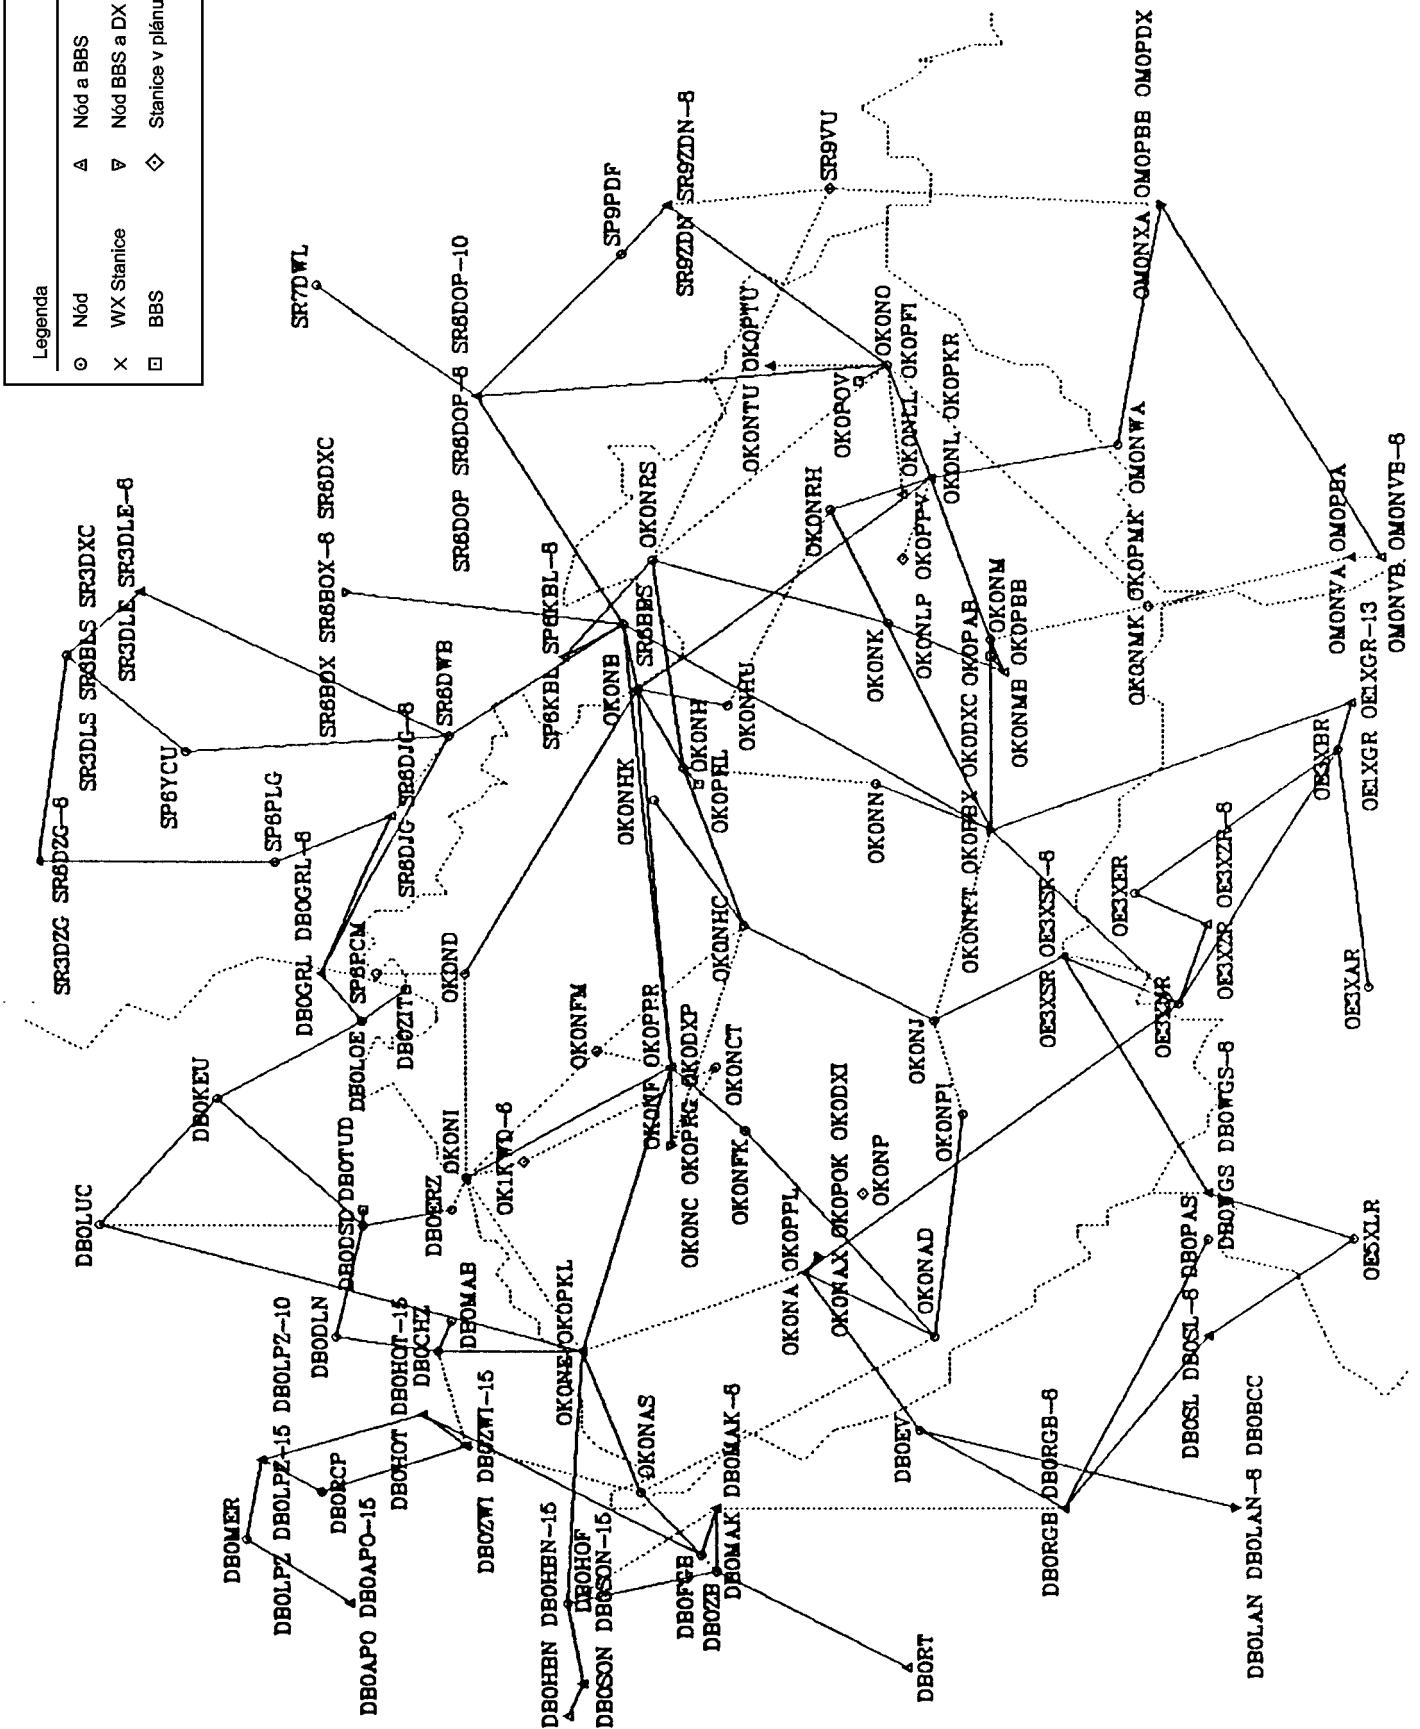 Legenda
Nód
Nód a BBS
WX Stanice
Nód BBS a DX
BBS
Stanice v plánu
SR3DZG SR6DZG-8
SR3DLS SR3BLS SR3DXC
SR3DLE SR3DLE-8
SP6YCU
SP6PLG
SR6BOX SR6BOX-8 SR6DXC
SR7DWL
SR6DOP SR6DOP-8 SR6DOP-10
SP9PDF
SR9ZDN SR9ZDN-8
SR9VU
SR6DWB
SR6DJG SR6DJG-8
SP6KBL SP6KBL-8
SR6BBS
DB0GRL DB0GRL-8
SP6PCM
DB0LOE
DB0KEU
DB0LUC
DB0DSD DB0TUD
DB0ERZ
DB0DLN
DB0MAB
DB0CHZ
DB0HOT DB0HOT-15
DB0ZWI DB0ZWI-15
DB0LPZ DB0LPZ-15 DB0LPZ-10
DB0RCP
DB0MER
DB0APO DB0APO-15
DB0HBN DB0HBN-15
DB0HOF
DB0SON DB0SON-15
DB0FGB
DB0ZB
DB0MAK DB0MAK-8
DB0RT
DB0EV
DB0RGB DB0RGB-8
DB0LAN DB0LAN-8 DB0BCC
DB0SL DB0SL-8
DB0PAS
DB0WGS DB0WGS-8
OK0ND
OK0NI
OK1KWD-6
OK0NFM
OK0NF OK0PPR
OK0NC OK0PRG OK0DXP
OK0NCT
OK0NFK
OK0NE OK0PKL
OK0NAS
OK0NA OK0PPL
OK0NAX OK0POK OK0DXI
OK0NP
OK0NAD
OK0NPI
OK0NJ
OK0NHC
OK0NHK
OK0PHL
OK0NH
OK0NHU
OK0NB
OK0NRS
OK0NTU OK0PTU
OK0POV
OK0NO
OK0NLL OK0PFI
OK0NL OK0PKR
OK0NRH
OK0NLP OK0PPV
OK0NK
OK0NN
OK0NM
OK0NMB OK0PBB
OK0NKT OK0PBX OK0DXC OK0PAB
OK0NMK OK0PMK
OM0NWA
OM0NXA OM0PBB OM0PDX
OM0NVA OM0PBA
OM0NVB OM0NVB-8
OE1XGR OE1XGR-13
OE3XBR
OE3XER
OE3XZR OE3XZR-8
OE3XSR OE3XSR-8
OE3XAR
OE5XLR